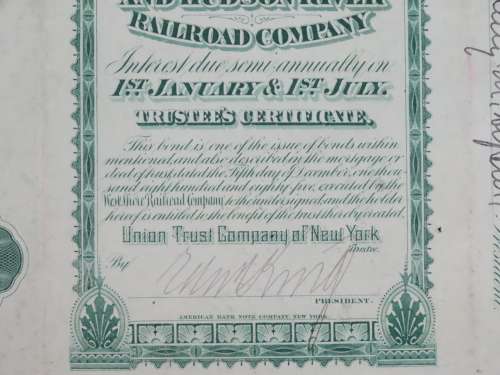 AND HUDSON RIVER
RAILROAD COMPANY
Interest due semi-annually on
1ST JANUARY & 1ST JULY.
TRUSTEE'S CERTIFICATE.
This bond is one of the issue of bonds within
mentioned, and also described in the mortgage or
deed of trust, dated the Fifth day of December, one thou-
sand eight hundred and eighty five, executed by the
West Shore Railroad Company to the undersigned and the holder
hereof is entitled to the benefit of the trust thereby created.
Union Trust Company of New York
Trustee.
By
PRESIDENT.
AMERICAN BANK NOTE COMPANY, NEW YORK.